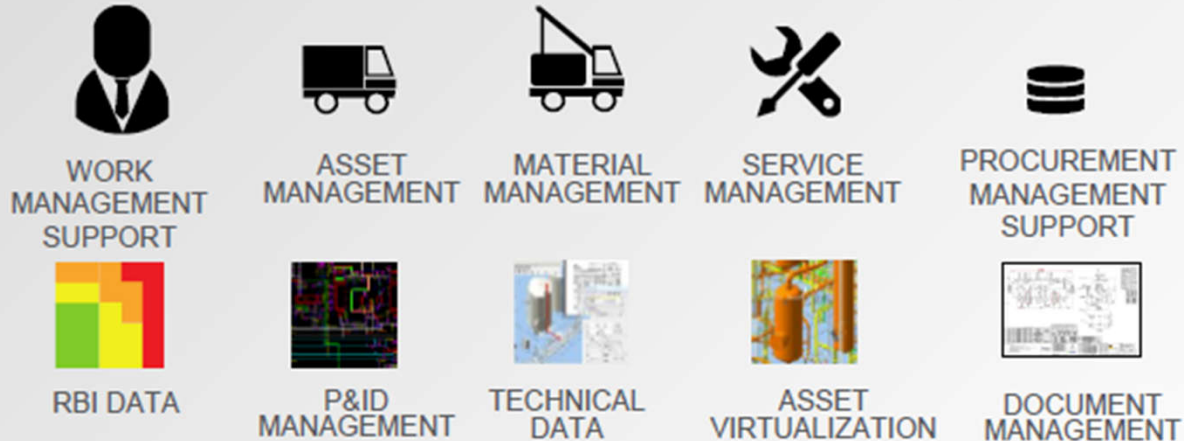 WORK
MANAGEMENT
SUPPORT
ASSET
MANAGEMENT
MATERIAL
MANAGEMENT
SERVICE
MANAGEMENT
PROCUREMENT
MANAGEMENT
SUPPORT
RBI DATA
P&ID
MANAGEMENT
TECHNICAL
DATA
ASSET
VIRTUALIZATION
DOCUMENT
MANAGEMENT